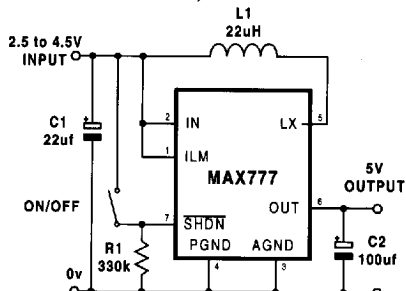 L1
22uH
2.5 to 4.5V
INPUT
C1
22uf
+
2 IN
LX 5
1 ILM
MAX777
5V
OUTPUT
ON/OFF
OUT 6
7 SHDN
+
C2
100uf
R1
330k
PGND AGND
0v
4 3